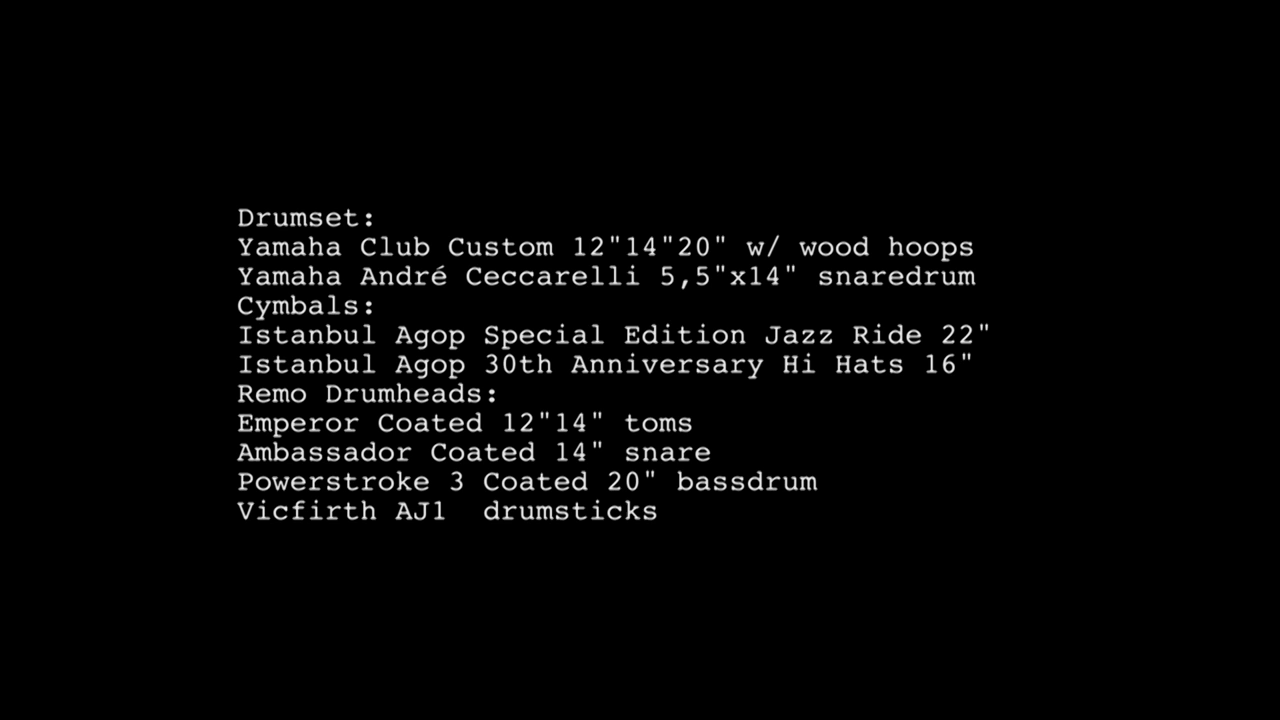 Drumset:
Yamaha Club Custom 12"14"20" w/ wood hoops
Yamaha André Ceccarelli 5,5"x14" snaredrum
Cymbals:
Istanbul Agop Special Edition Jazz Ride 22"
Istanbul Agop 30th Anniversary Hi Hats 16"
Remo Drumheads:
Emperor Coated 12"14" toms
Ambassador Coated 14" snare
Powerstroke 3 Coated 20" bassdrum
Vicfirth AJ1  drumsticks